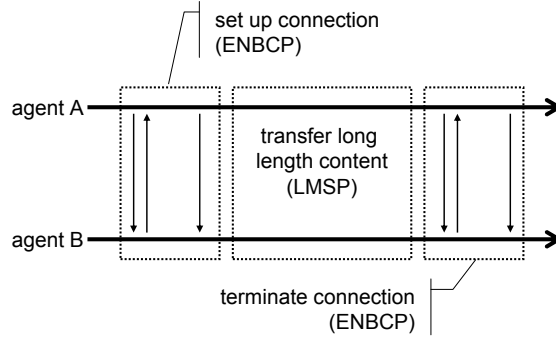 set up connection
(ENBCP)
agent A
transfer long
length content
(LMSP)
agent B
terminate connection
(ENBCP)